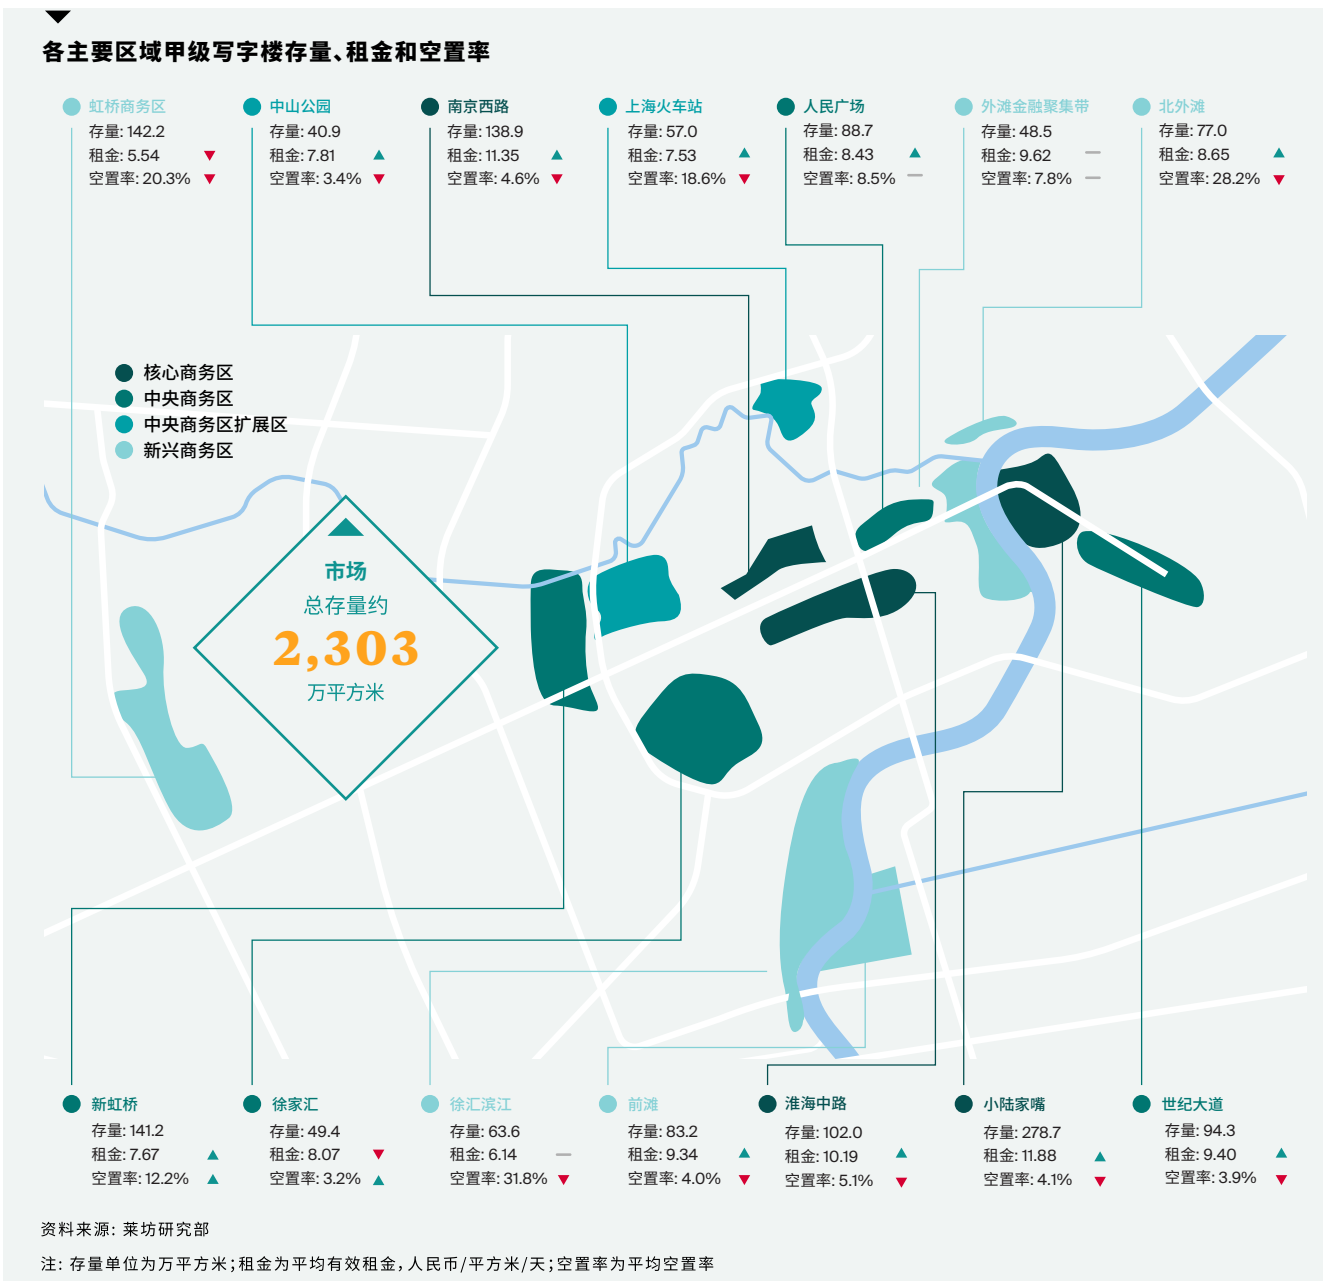 各主要区域甲级写字楼存量、租金和空置率
虹桥商务区
存量: 142.2
租金: 5.54
空置率: 20.3%
中山公园
存量: 40.9
租金: 7.81
空置率: 3.4%
南京西路
存量: 138.9
租金: 11.35
空置率: 4.6%
上海火车站
存量: 57.0
租金: 7.53
空置率: 18.6%
人民广场
存量: 88.7
租金: 8.43
空置率: 8.5%
外滩金融聚集带
存量: 48.5
租金: 9.62
空置率: 7.8%
北外滩
存量: 77.0
租金: 8.65
空置率: 28.2%
核心商务区
中央商务区
中央商务区扩展区
新兴商务区
市场
总存量约
2,303
万平方米
新虹桥
存量: 141.2
租金: 7.67
空置率: 12.2%
徐家汇
存量: 49.4
租金: 8.07
空置率: 3.2%
徐汇滨江
存量: 63.6
租金: 6.14
空置率: 31.8%
前滩
存量: 83.2
租金: 9.34
空置率: 4.0%
淮海中路
存量: 102.0
租金: 10.19
空置率: 5.1%
小陆家嘴
存量: 278.7
租金: 11.88
空置率: 4.1%
世纪大道
存量: 94.3
租金: 9.40
空置率: 3.9%
资料来源: 莱坊研究部
注: 存量单位为万平方米;租金为平均有效租金,人民币/平方米/天;空置率为平均空置率